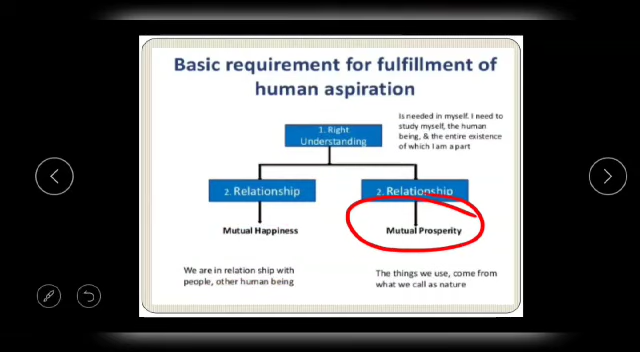 Basic requirement for fulfillment of
human aspiration
Is needed in myself. I need to
study myself, the human
being, & the entire existence
of which I am a part
1. Right
Understanding
2. Relationship
2. Relationship
Mutual Happiness
Mutual Prosperity
We are in relation ship with
people, other human being
The things we use, come from
what we call as nature